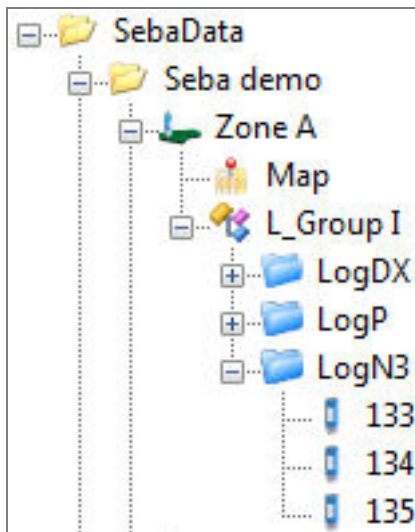 SebaData
Seba demo
Zone A
Map
L_Group I
LogDX
LogP
LogN3
133
134
135